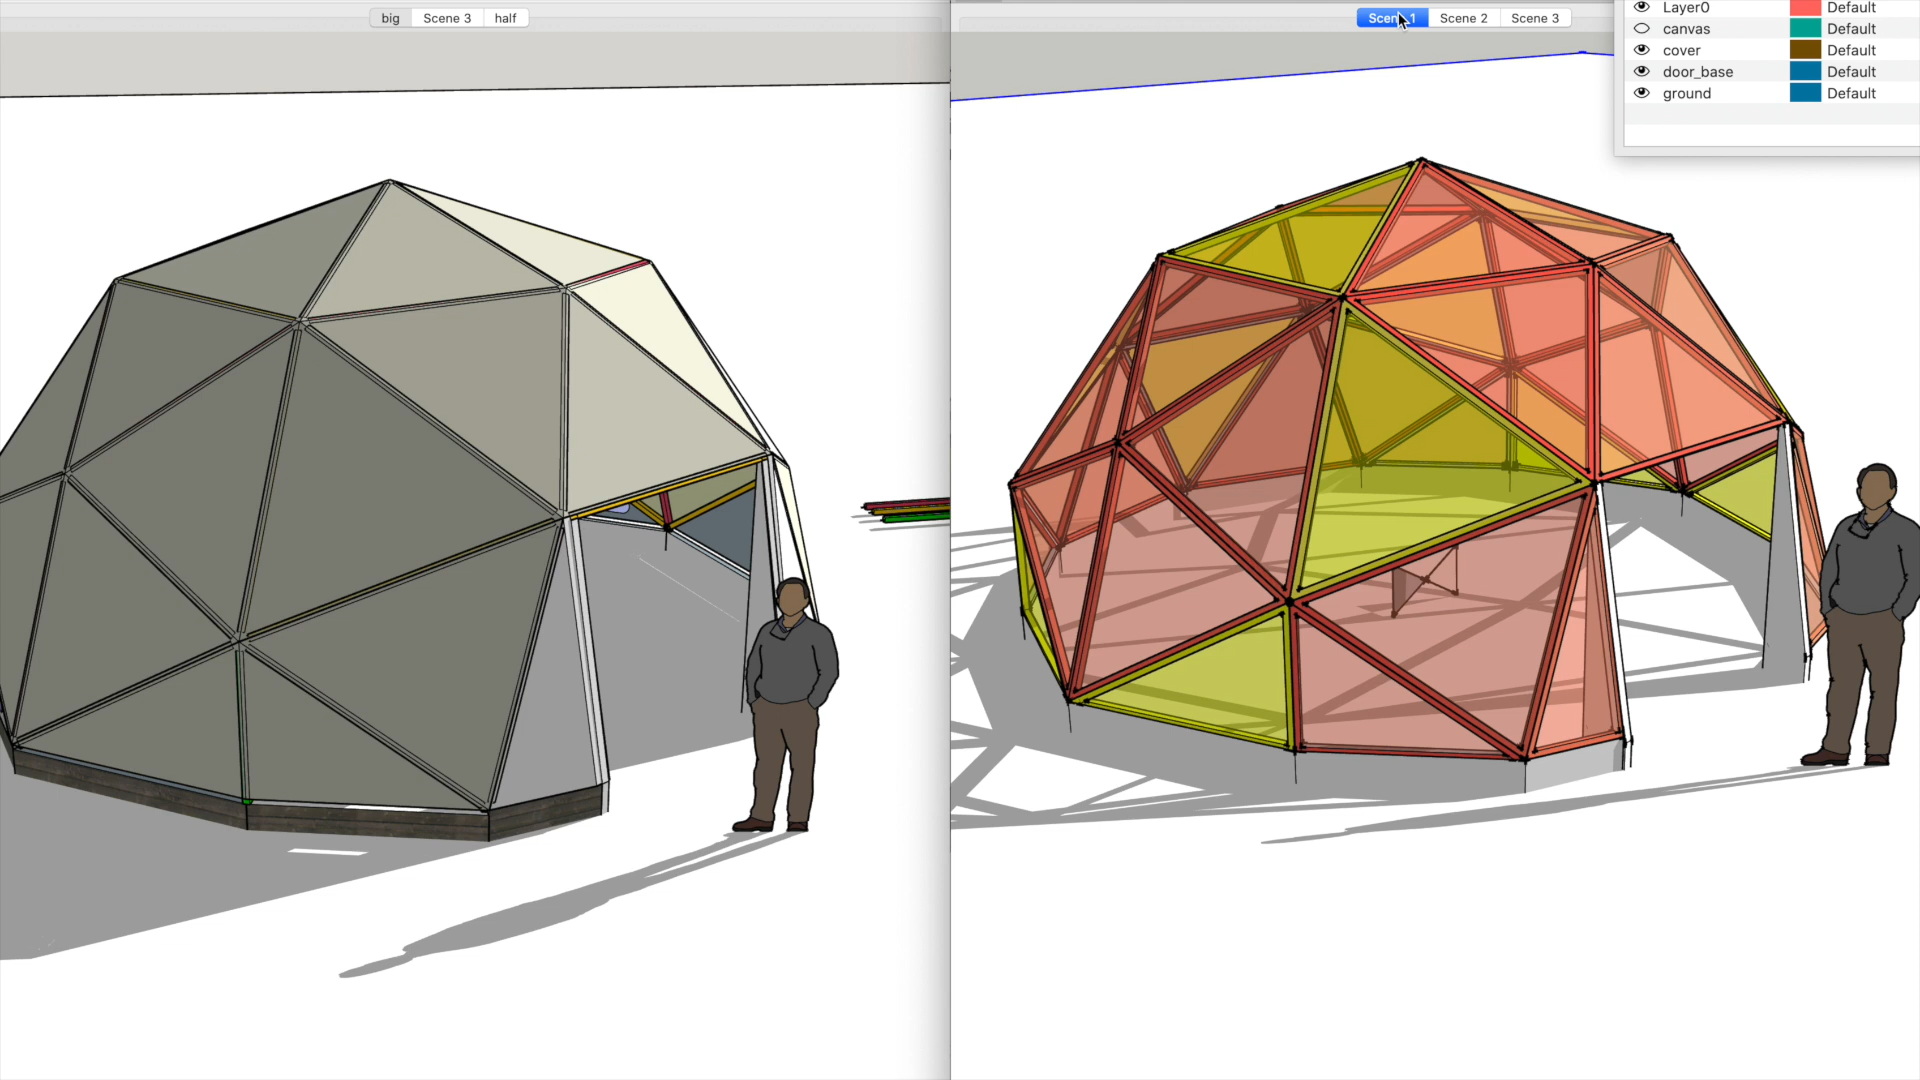 big Scene 3 half
Scene 1 Scene 2 Scene 3
Layer0 Default
canvas Default
cover Default
door_base Default
ground Default